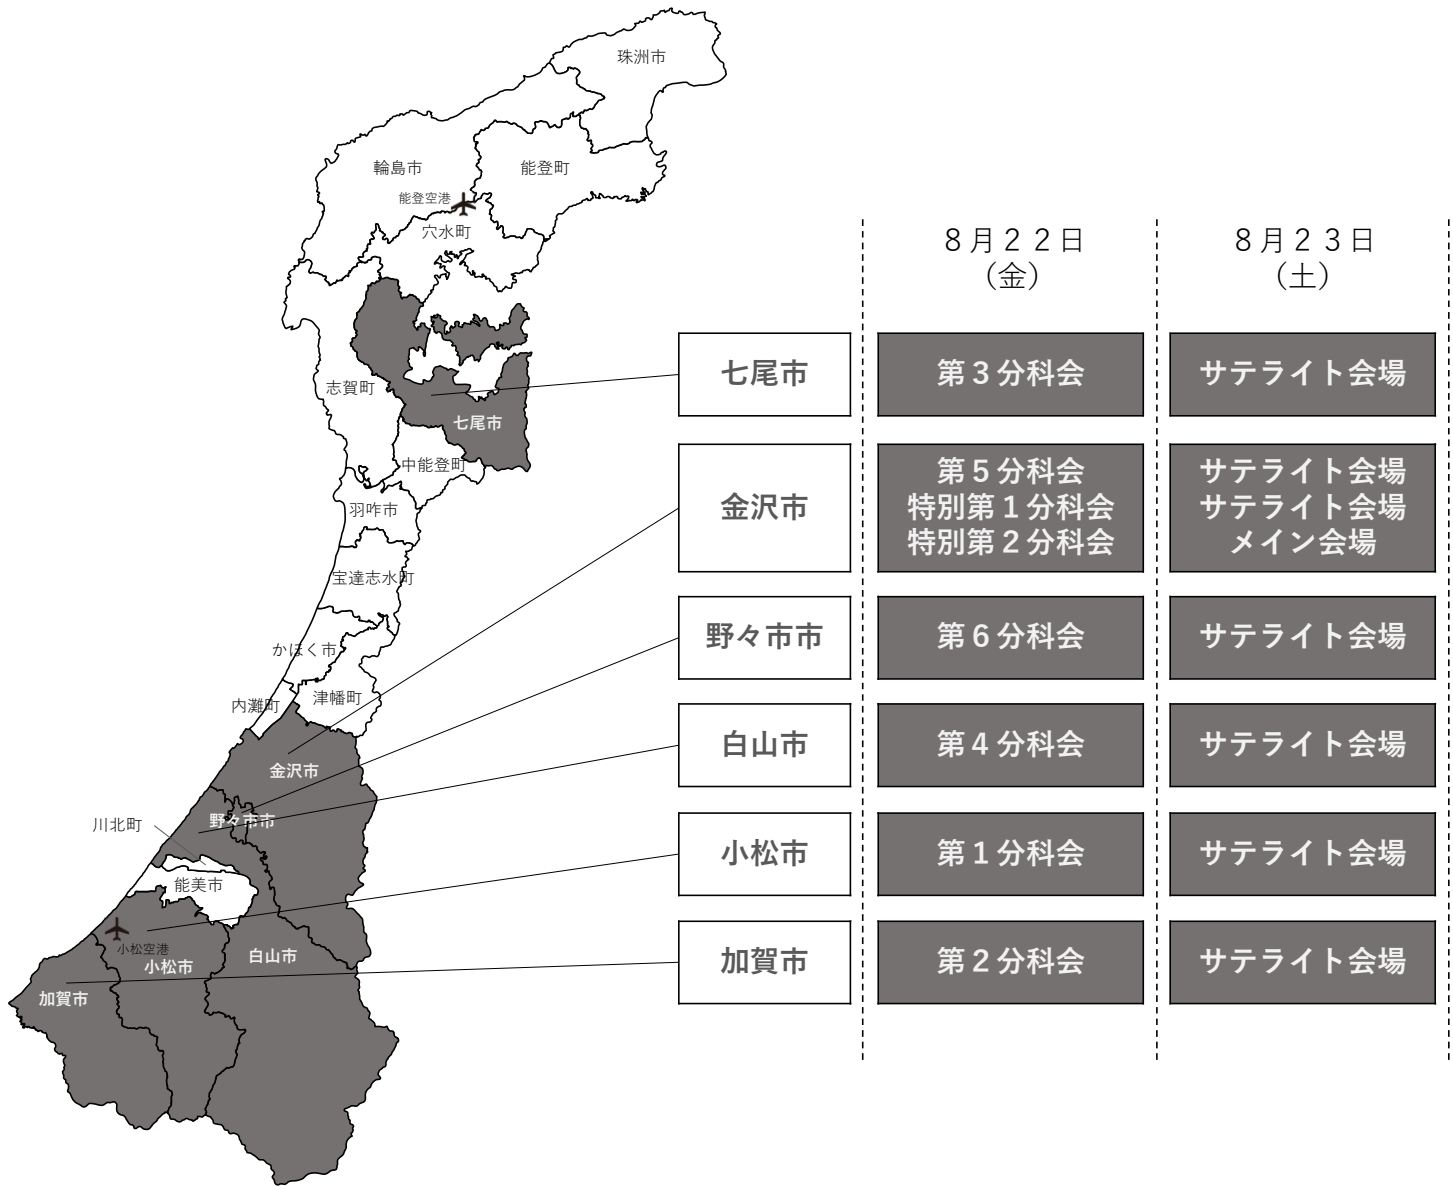 珠洲市
輪島市
能登町
能登空港
穴水町
志賀町
七尾市
中能登町
羽咋市
宝達志水町
かほく市
内灘町
津幡町
金沢市
野々市市
川北町
能美市
小松空港
小松市
白山市
加賀市
８月２２日
（金）
８月２３日
（土）
七尾市
第３分科会
サテライト会場
金沢市
第５分科会
特別第１分科会
特別第２分科会
サテライト会場
サテライト会場
メイン会場
野々市市
第６分科会
サテライト会場
白山市
第４分科会
サテライト会場
小松市
第１分科会
サテライト会場
加賀市
第２分科会
サテライト会場